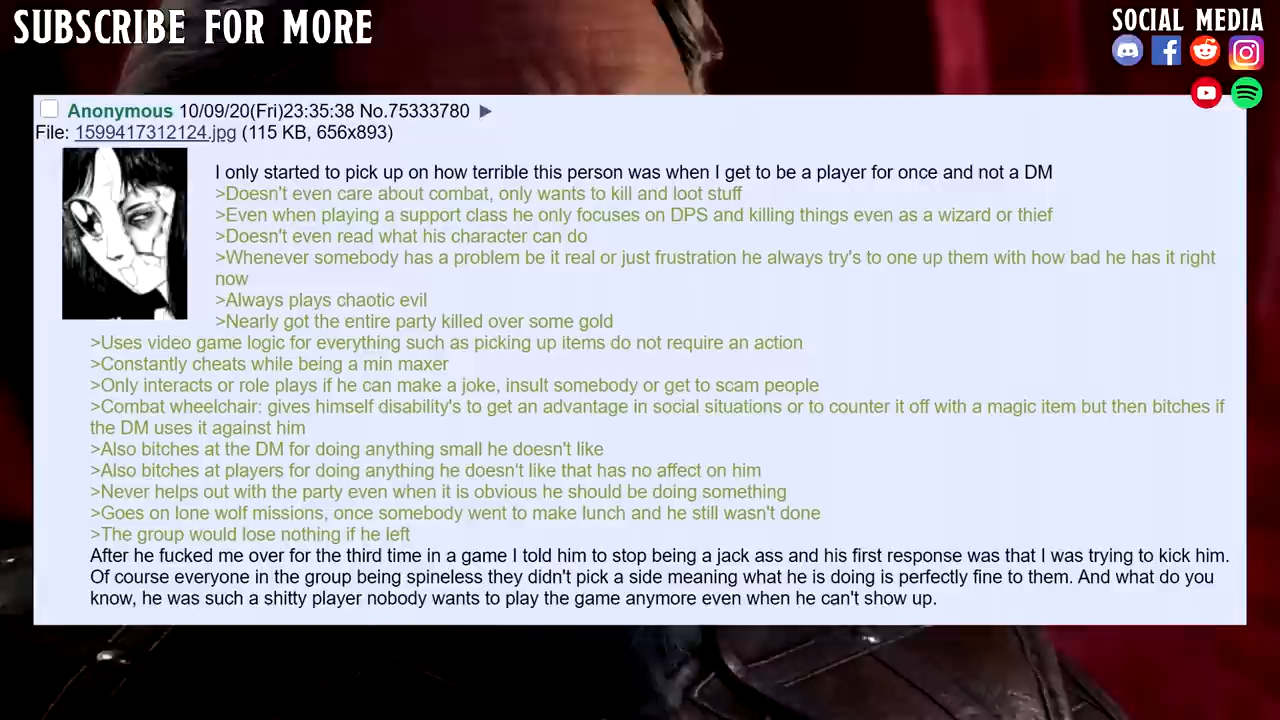 SUBSCRIBE FOR MORE
SOCIAL MEDIA
Anonymous 10/09/20(Fri)23:35:38 No.75333780 ▶
File: 1599417312124.jpg (115 KB, 656x893)
I only started to pick up on how terrible this person was when I get to be a player for once and not a DM
>Doesn't even care about combat, only wants to kill and loot stuff
>Even when playing a support class he only focuses on DPS and killing things even as a wizard or thief
>Doesn't even read what his character can do
>Whenever somebody has a problem be it real or just frustration he always try's to one up them with how bad he has it right
now
>Always plays chaotic evil
>Nearly got the entire party killed over some gold
>Uses video game logic for everything such as picking up items do not require an action
>Constantly cheats while being a min maxer
>Only interacts or role plays if he can make a joke, insult somebody or get to scam people
>Combat wheelchair: gives himself disability's to get an advantage in social situations or to counter it off with a magic item but then bitches if
the DM uses it against him
>Also bitches at the DM for doing anything small he doesn't like
>Also bitches at players for doing anything he doesn't like that has no affect on him
>Never helps out with the party even when it is obvious he should be doing something
>Goes on lone wolf missions, once somebody went to make lunch and he still wasn't done
>The group would lose nothing if he left
After he fucked me over for the third time in a game I told him to stop being a jack ass and his first response was that I was trying to kick him.
Of course everyone in the group being spineless they didn't pick a side meaning what he is doing is perfectly fine to them. And what do you
know, he was such a shitty player nobody wants to play the game anymore even when he can't show up.